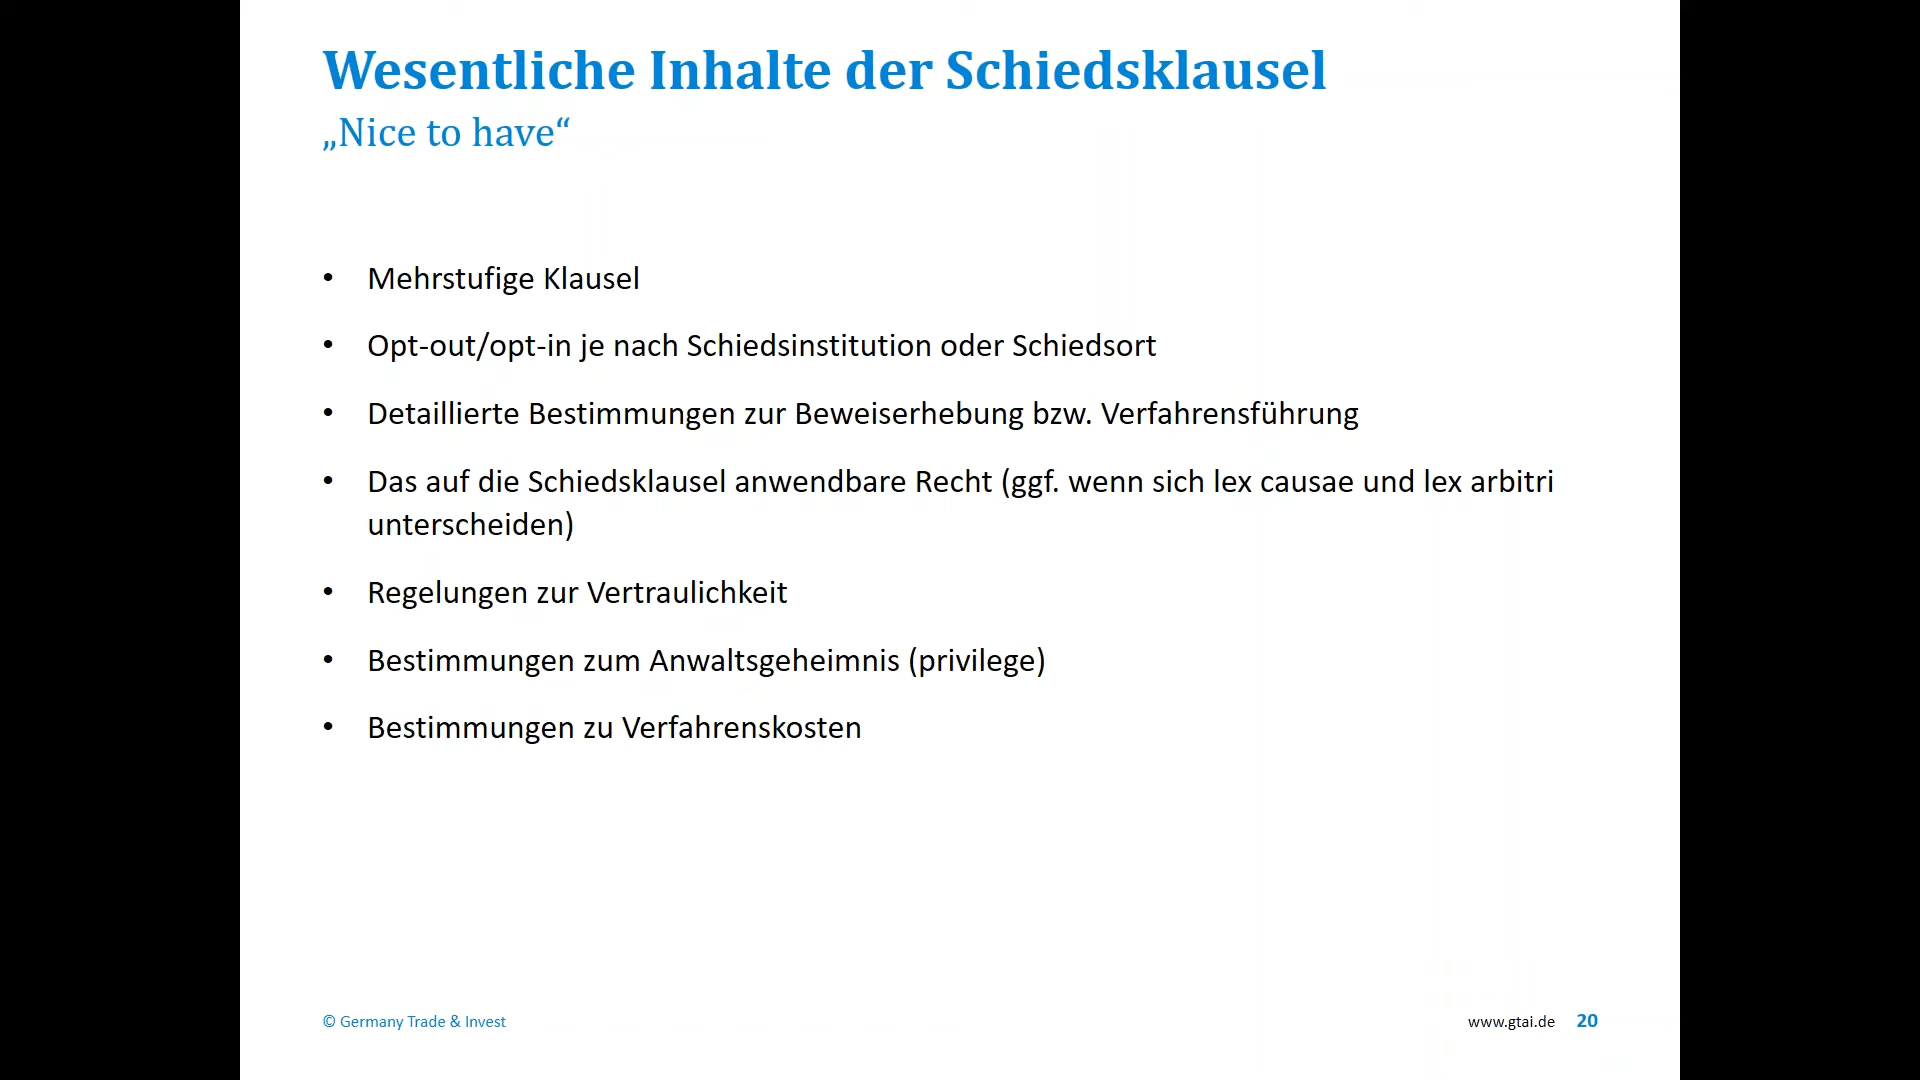 Wesentliche Inhalte der Schiedsklausel
„Nice to have“
• Mehrstufige Klausel
• Opt-out/opt-in je nach Schiedsinstitution oder Schiedsort
• Detaillierte Bestimmungen zur Beweiserhebung bzw. Verfahrensführung
• Das auf die Schiedsklausel anwendbare Recht (ggf. wenn sich lex causae und lex arbitri
unterscheiden)
• Regelungen zur Vertraulichkeit
• Bestimmungen zum Anwaltsgeheimnis (privilege)
• Bestimmungen zu Verfahrenskosten
© Germany Trade & Invest
www.gtai.de 20